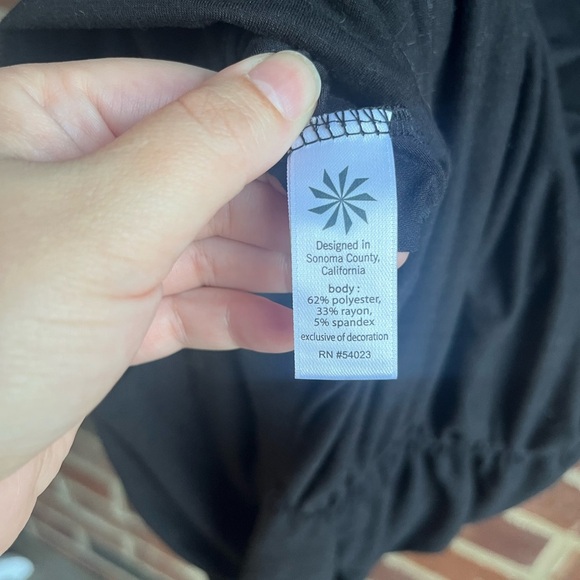 Designed in
Sonoma County,
California
body :
62% polyester,
33% rayon,
5% spandex
exclusive of decoration
RN #54023